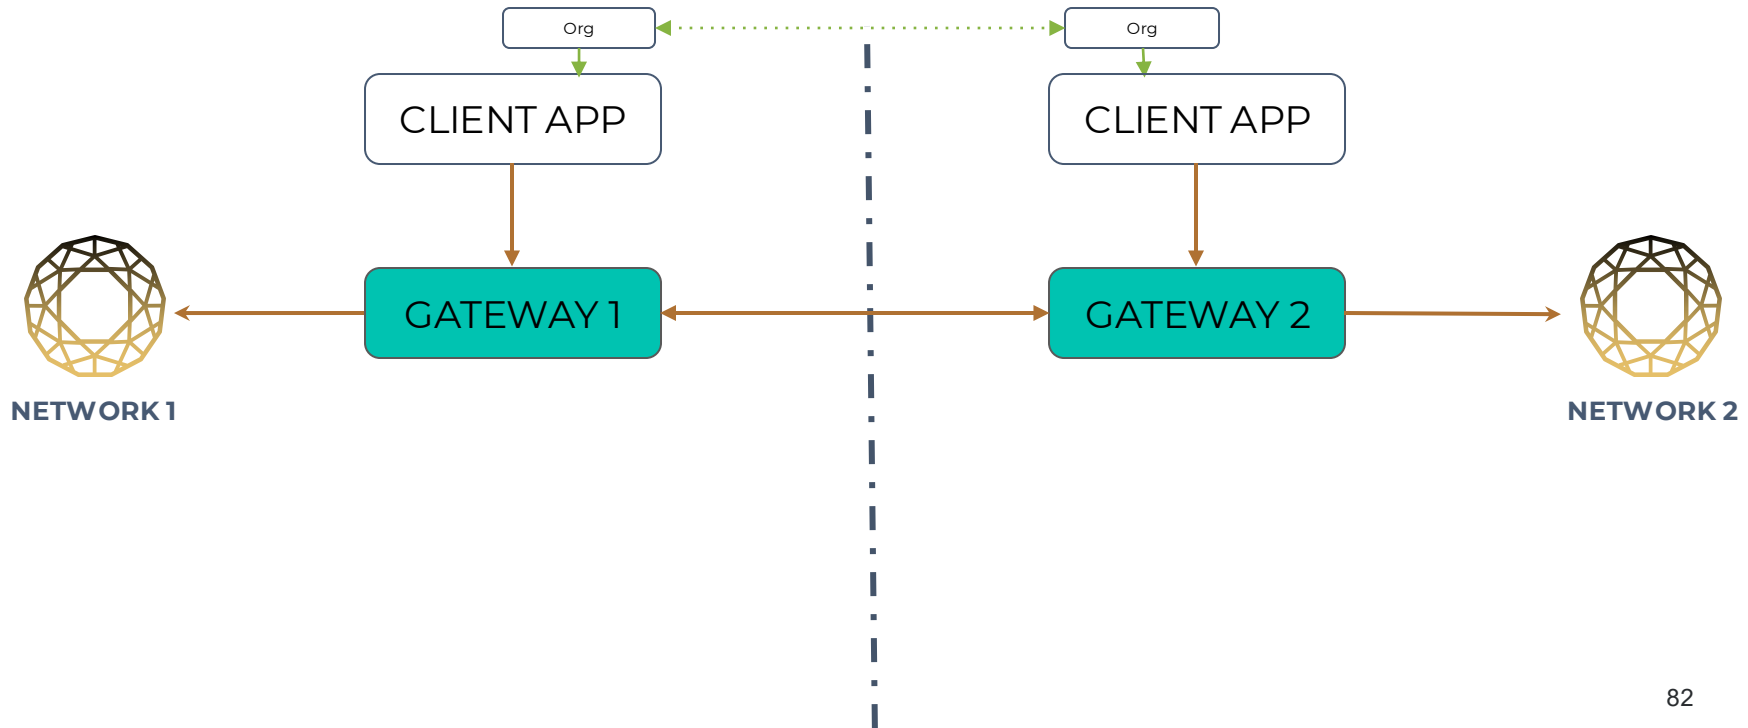 Org
Org
CLIENT APP
CLIENT APP
GATEWAY 1
GATEWAY 2
NETWORK 1
NETWORK 2
82